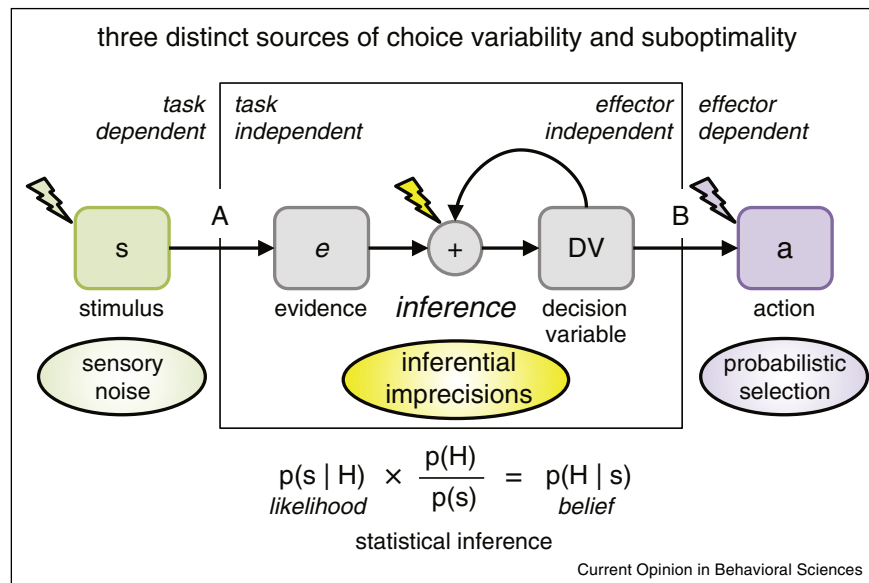 three distinct sources of choice variability and suboptimality
task
dependent
task
independent
effector
independent
effector
dependent
A
B
s
e
+
DV
a
stimulus
evidence
inference
decision
variable
action
sensory
noise
inferential
imprecisions
probabilistic
selection
p(s | H) × p(H) / p(s) = p(H | s)
likelihood
belief
statistical inference
Current Opinion in Behavioral Sciences